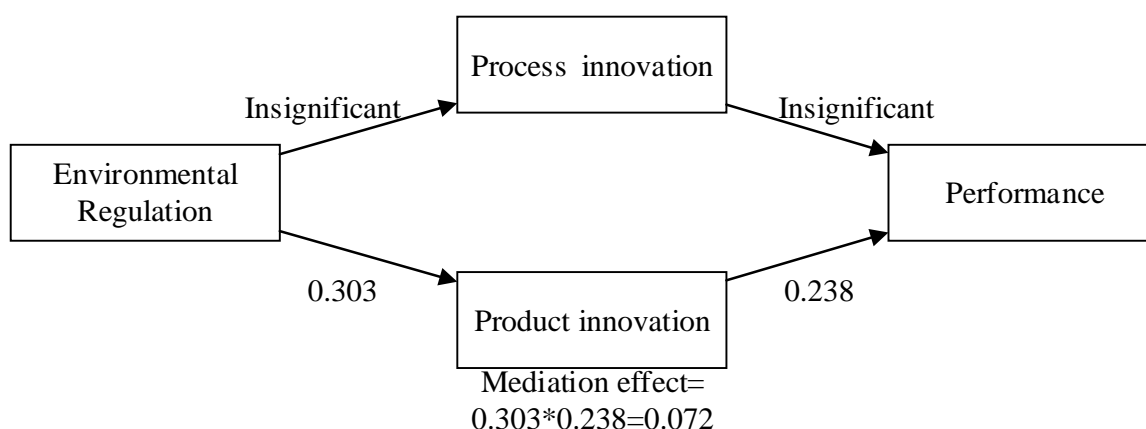 Process innovation
Insignificant
Insignificant
Environmental
Regulation
Performance
0.303
0.238
Product innovation
Mediation effect=
0.303*0.238=0.072